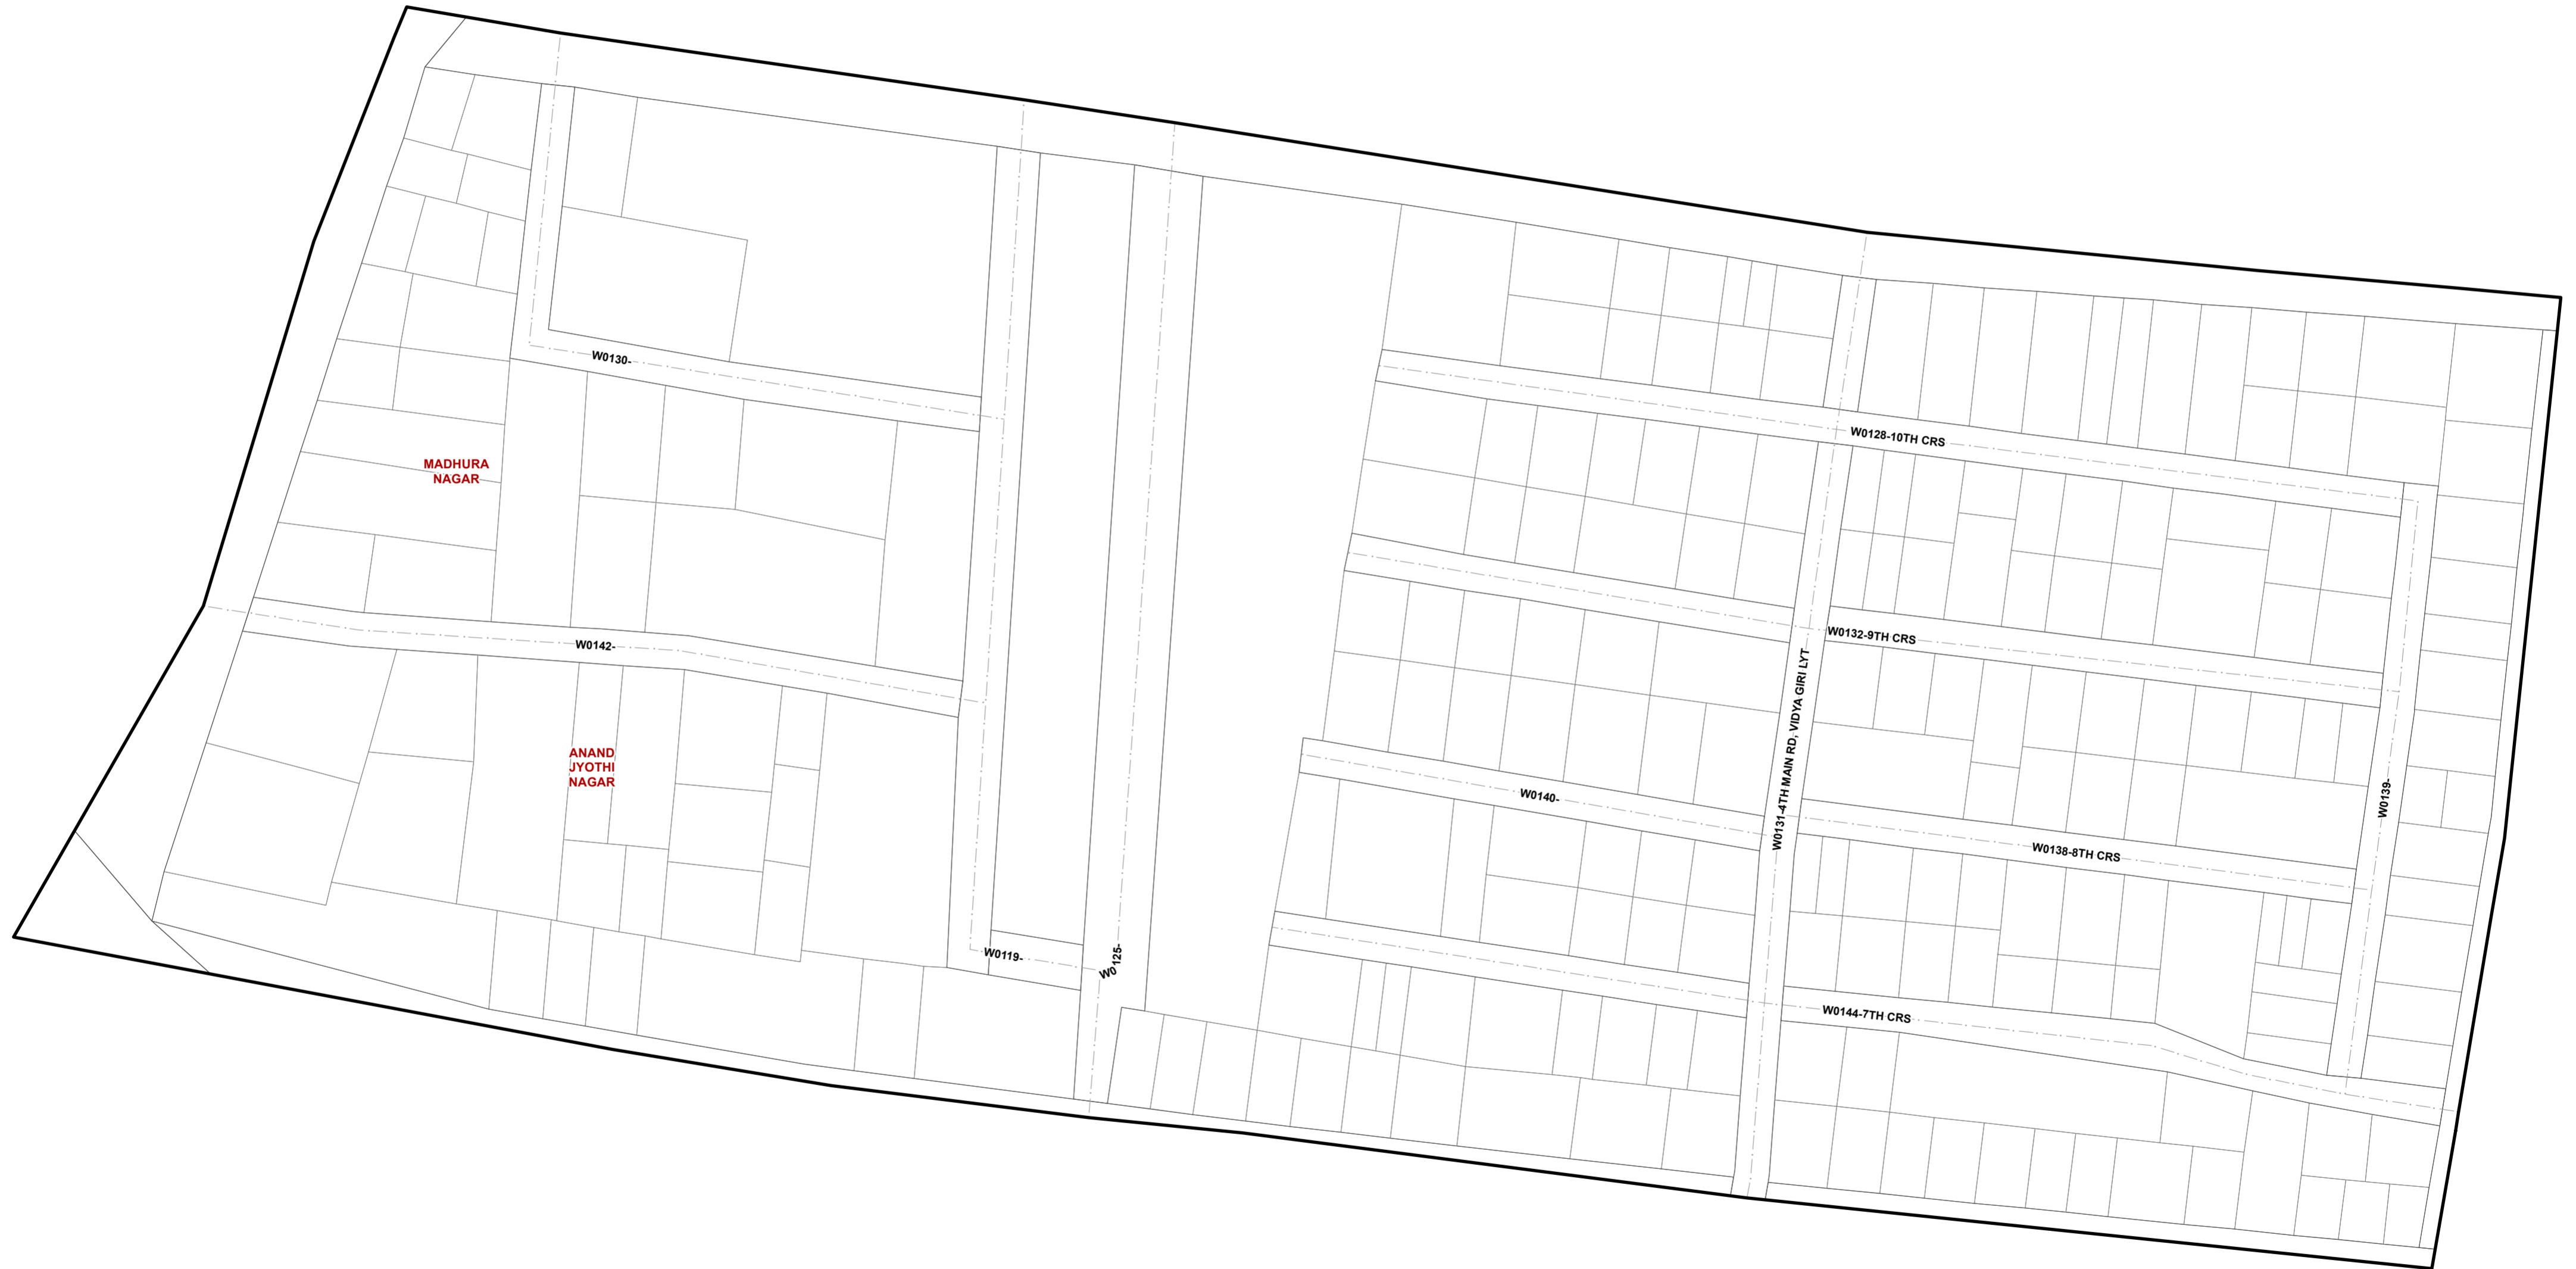 W0130-
W0128-10TH CRS
MADHURA
NAGAR
W0132-9TH CRS
W0142-
W0131-4TH MAIN RD, VIDYA GIRI LYT
ANAND
JYOTHI
NAGAR
W0140-
W0139-
W0138-8TH CRS
W0119-
W0125-
W0144-7TH CRS